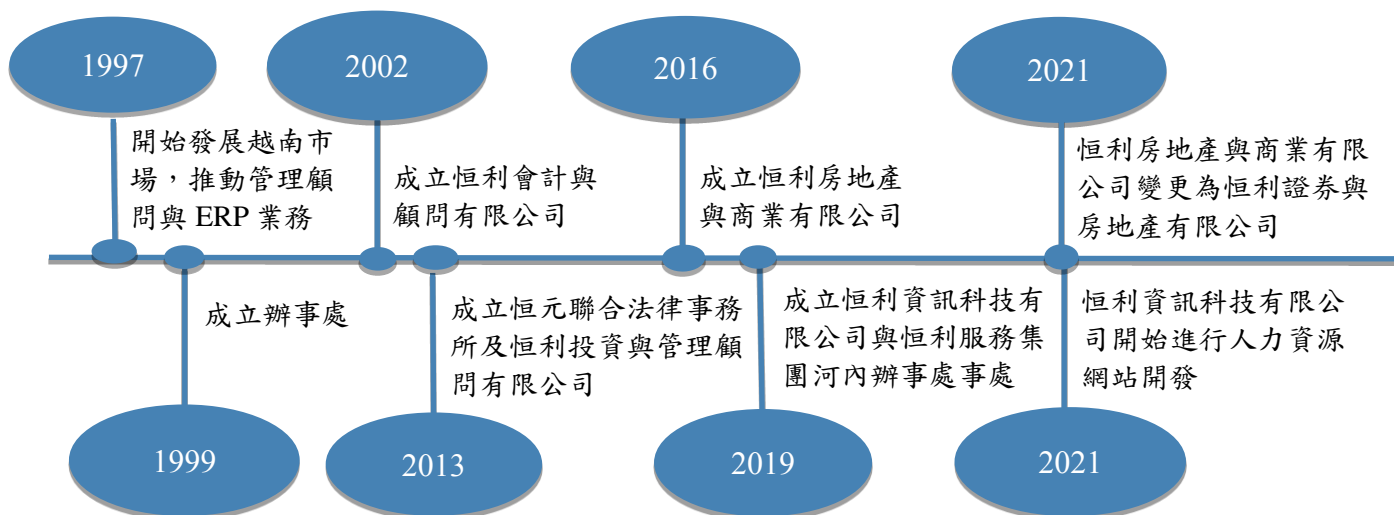 1997
開始發展越南市
場，推動管理顧
問與 ERP 業務
2002
成立恒利會計與
顧問有限公司
2016
成立恒利房地產
與商業有限公司
2021
恒利房地產與商業有限
公司變更為恒利證券與
房地產有限公司
成立辦事處
1999
成立恒元聯合法律事務
所及恒利投資與管理顧
問有限公司
2013
成立恒利資訊科技有
限公司與恒利服務集
團河內辦事處事處
2019
恒利資訊科技有限公
司開始進行人力資源
網站開發
2021